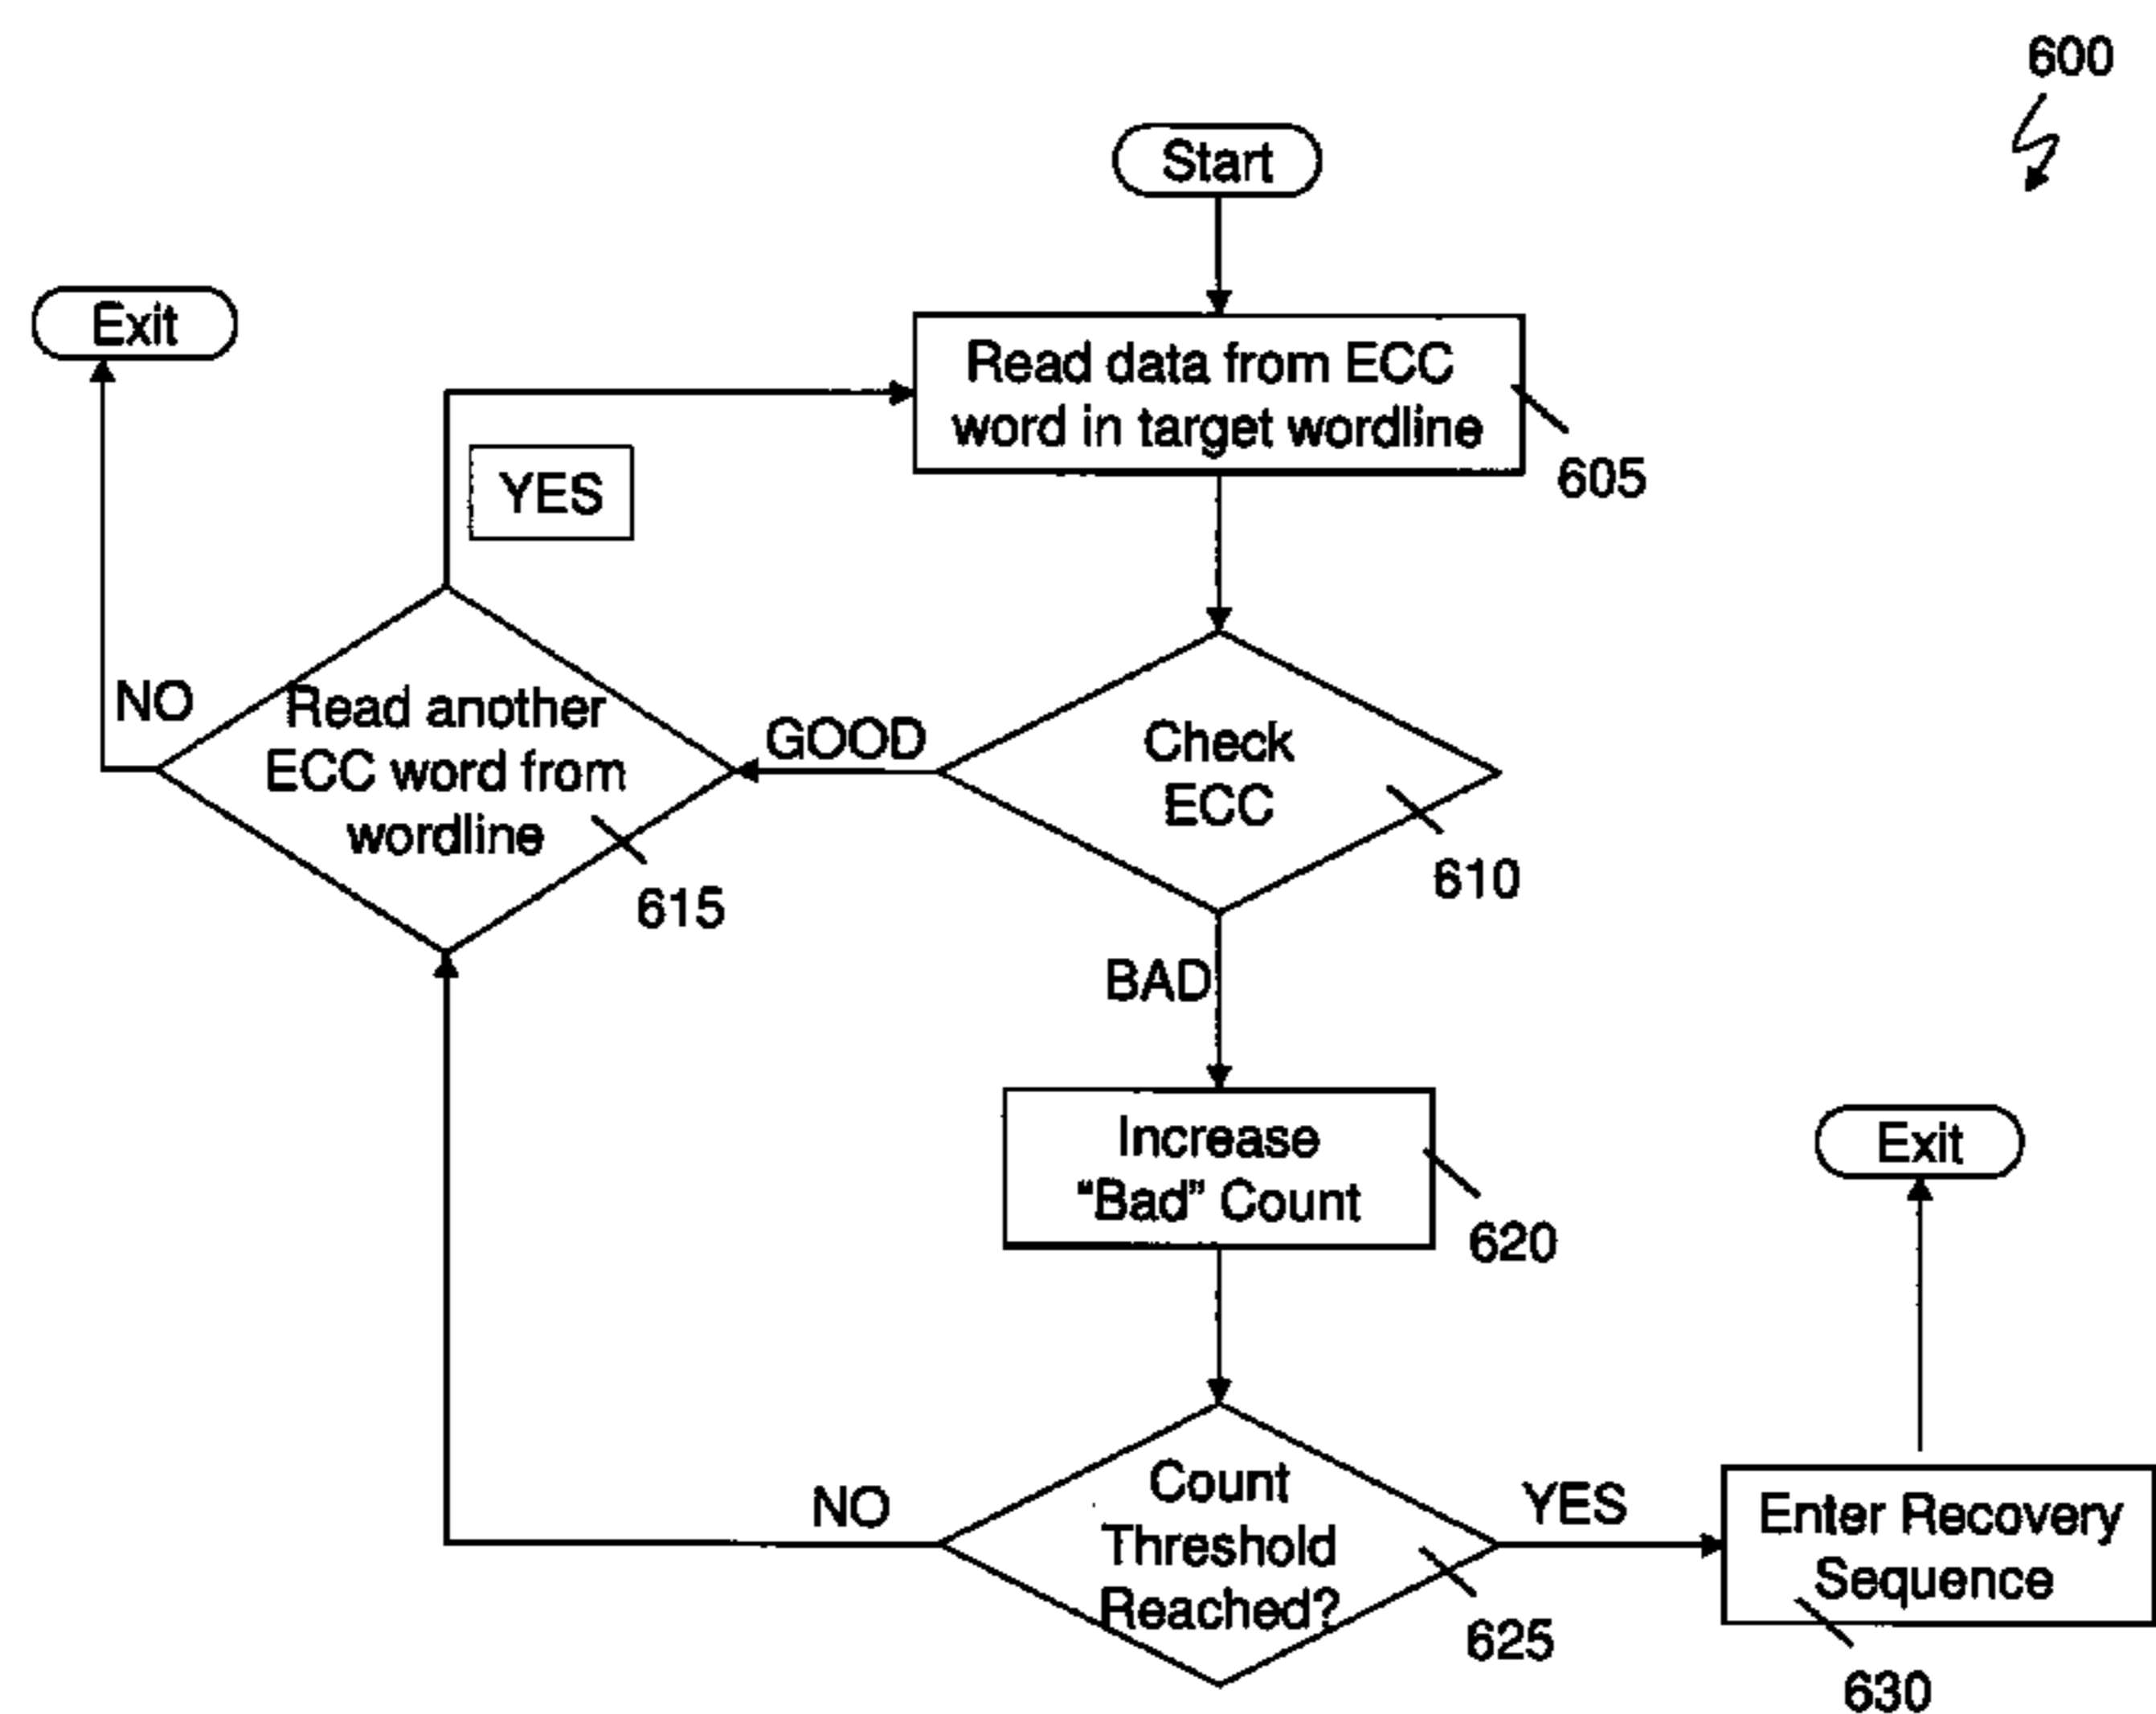 600
Start
Exit
Read data from ECC
word in target wordline
605
YES
NO
Read another
ECC word from
wordline
615
GOOD
Check
ECC
610
BAD
Increase
“Bad” Count
620
Exit
NO
Count
Threshold
Reached?
625
YES
Enter Recovery
Sequence
630